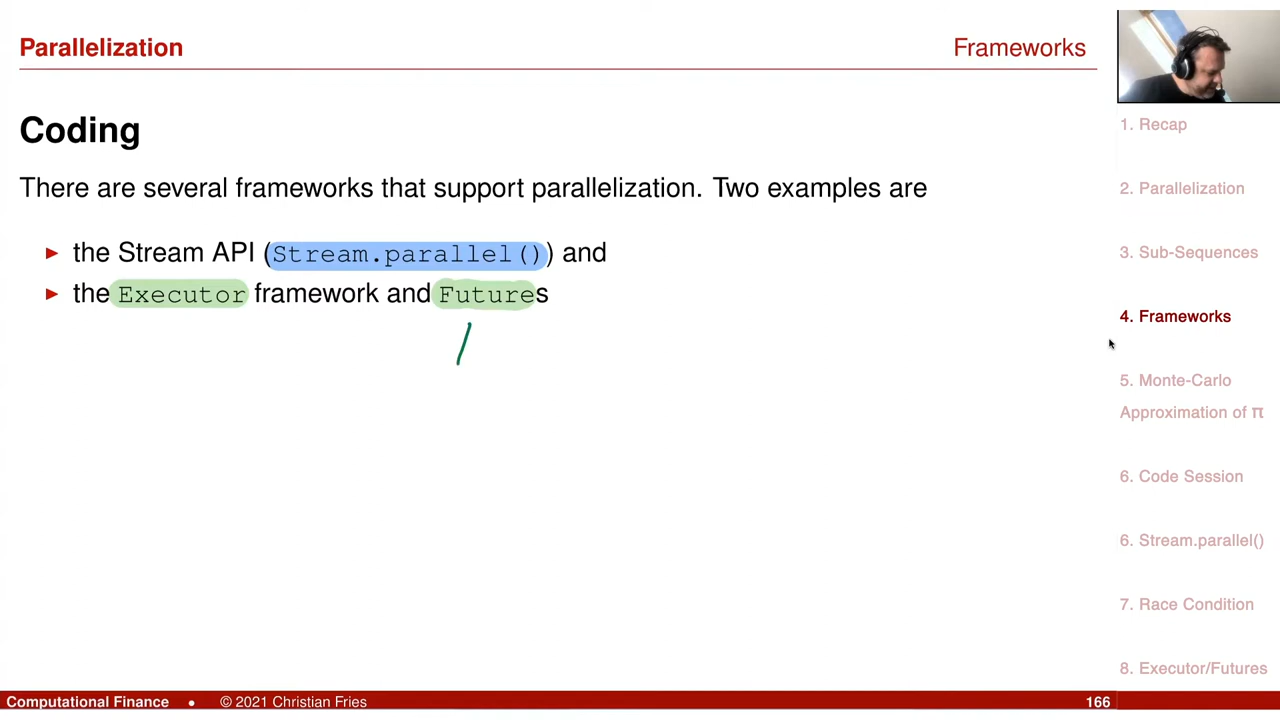 Parallelization
Frameworks
Coding
There are several frameworks that support parallelization. Two examples are
► the Stream API (Stream.parallel()) and
► the Executor framework and Futures
1. Recap
2. Parallelization
3. Sub-Sequences
4. Frameworks
5. Monte-Carlo
Approximation of π
6. Code Session
6. Stream.parallel()
7. Race Condition
8. Executor/Futures
Computational Finance • © 2021 Christian Fries
166